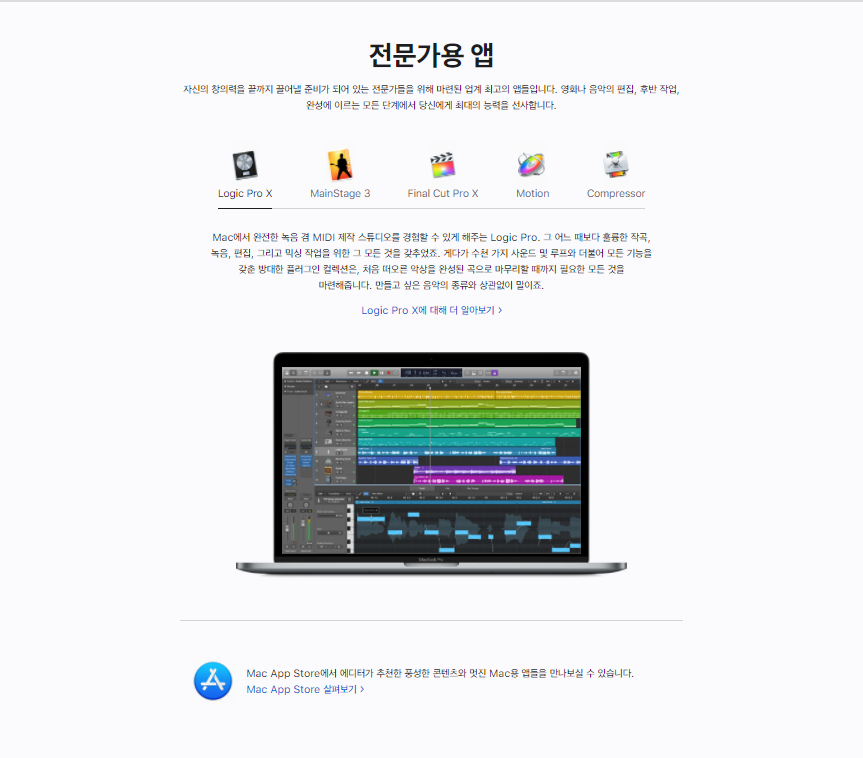 전문가용 앱
자신의 창의력을 끝까지 끌어낼 준비가 되어 있는 전문가들을 위해 마련된 업계 최고의 앱들입니다. 영화나 음악의 편집, 후반 작업,
완성에 이르는 모든 단계에서 당신에게 최대의 능력을 선사합니다.
Logic Pro X
MainStage 3
Final Cut Pro X
Motion
Compressor
Mac에서 완전한 녹음 겸 MIDI 제작 스튜디오를 경험할 수 있게 해주는 Logic Pro. 그 어느 때보다 훌륭한 작곡,
녹음, 편집, 그리고 믹싱 작업을 위한 그 모든 것을 갖추었죠. 게다가 수천 가지 사운드 및 루프와 더불어 모든 기능을
갖춘 방대한 플러그인 컬렉션은, 처음 떠오른 악상을 완성된 곡으로 마무리할 때까지 필요한 모든 것을
마련해줍니다. 만들고 싶은 음악의 종류와 상관없이 말이죠.
Logic Pro X에 대해 더 알아보기 >
MacBook Pro
Mac App Store에서 에디터가 추천한 풍성한 콘텐츠와 멋진 Mac용 앱들을 만나보실 수 있습니다.
Mac App Store 살펴보기 >